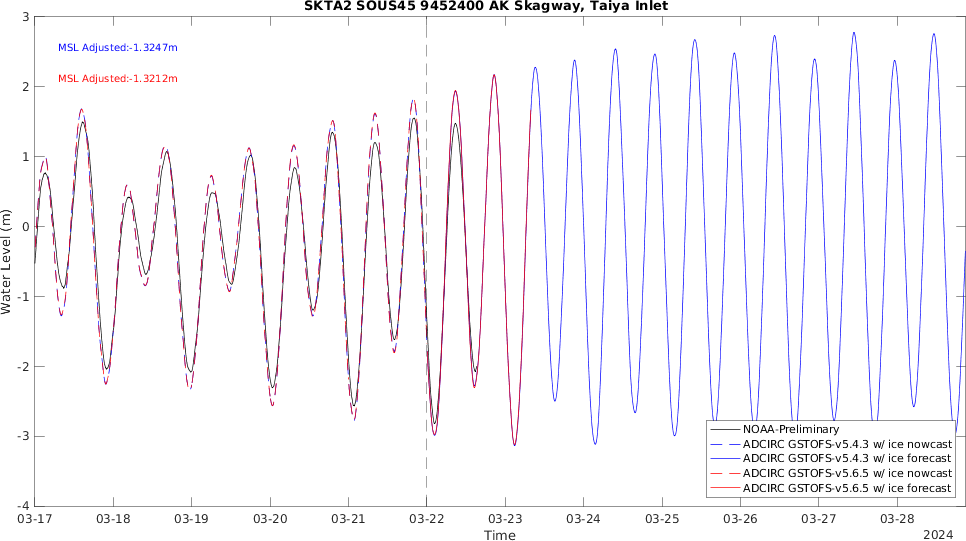 SKTA2 SOUS45 9452400 AK Skagway, Taiya Inlet
MSL Adjusted:-1.3247m
MSL Adjusted:-1.3212m
Water Level (m)
3
2
1
0
-1
-2
-3
-4
NOAA-Preliminary
ADCIRC GSTOFS-v5.4.3 w/ ice nowcast
ADCIRC GSTOFS-v5.4.3 w/ ice forecast
ADCIRC GSTOFS-v5.6.5 w/ ice nowcast
ADCIRC GSTOFS-v5.6.5 w/ ice forecast
03-17 03-18 03-19 03-20 03-21 03-22 03-23 03-24 03-25 03-26 03-27 03-28
Time
2024